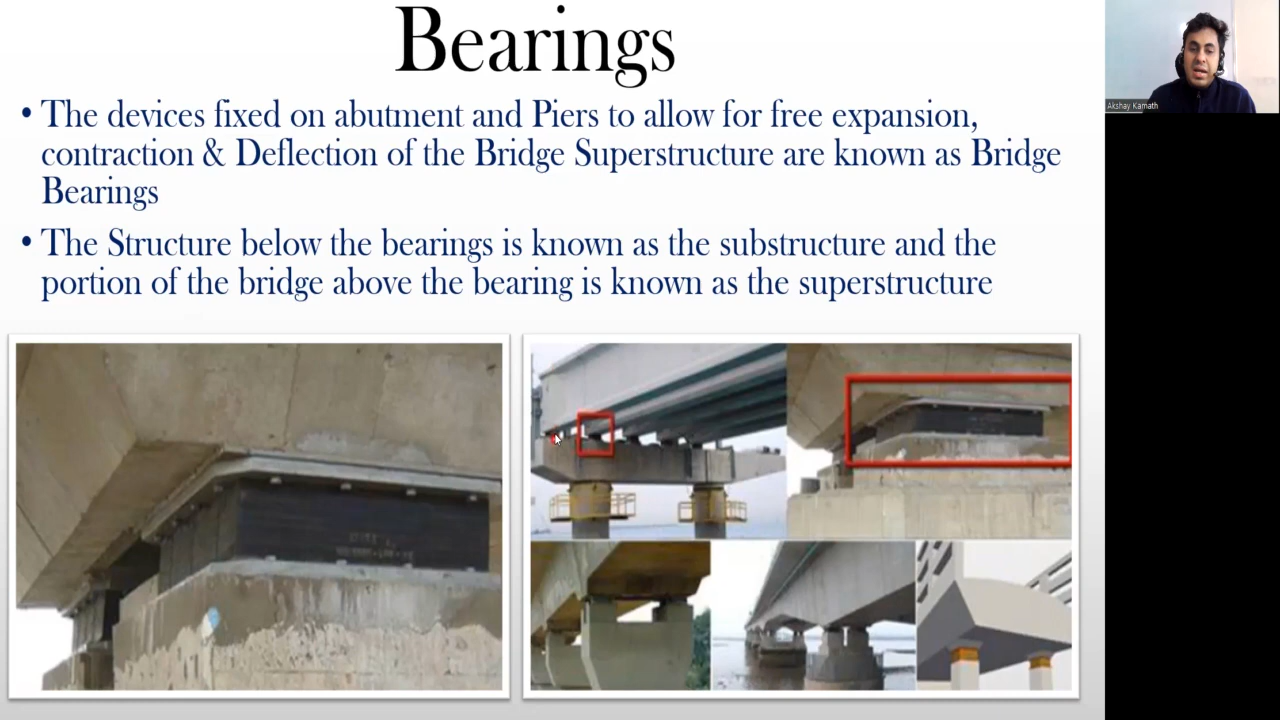 Bearings
• The devices fixed on abutment and Piers to allow for free expansion,
contraction & Deflection of the Bridge Superstructure are known as Bridge
Bearings
• The Structure below the bearings is known as the substructure and the
portion of the bridge above the bearing is known as the superstructure
Akshay Kamath